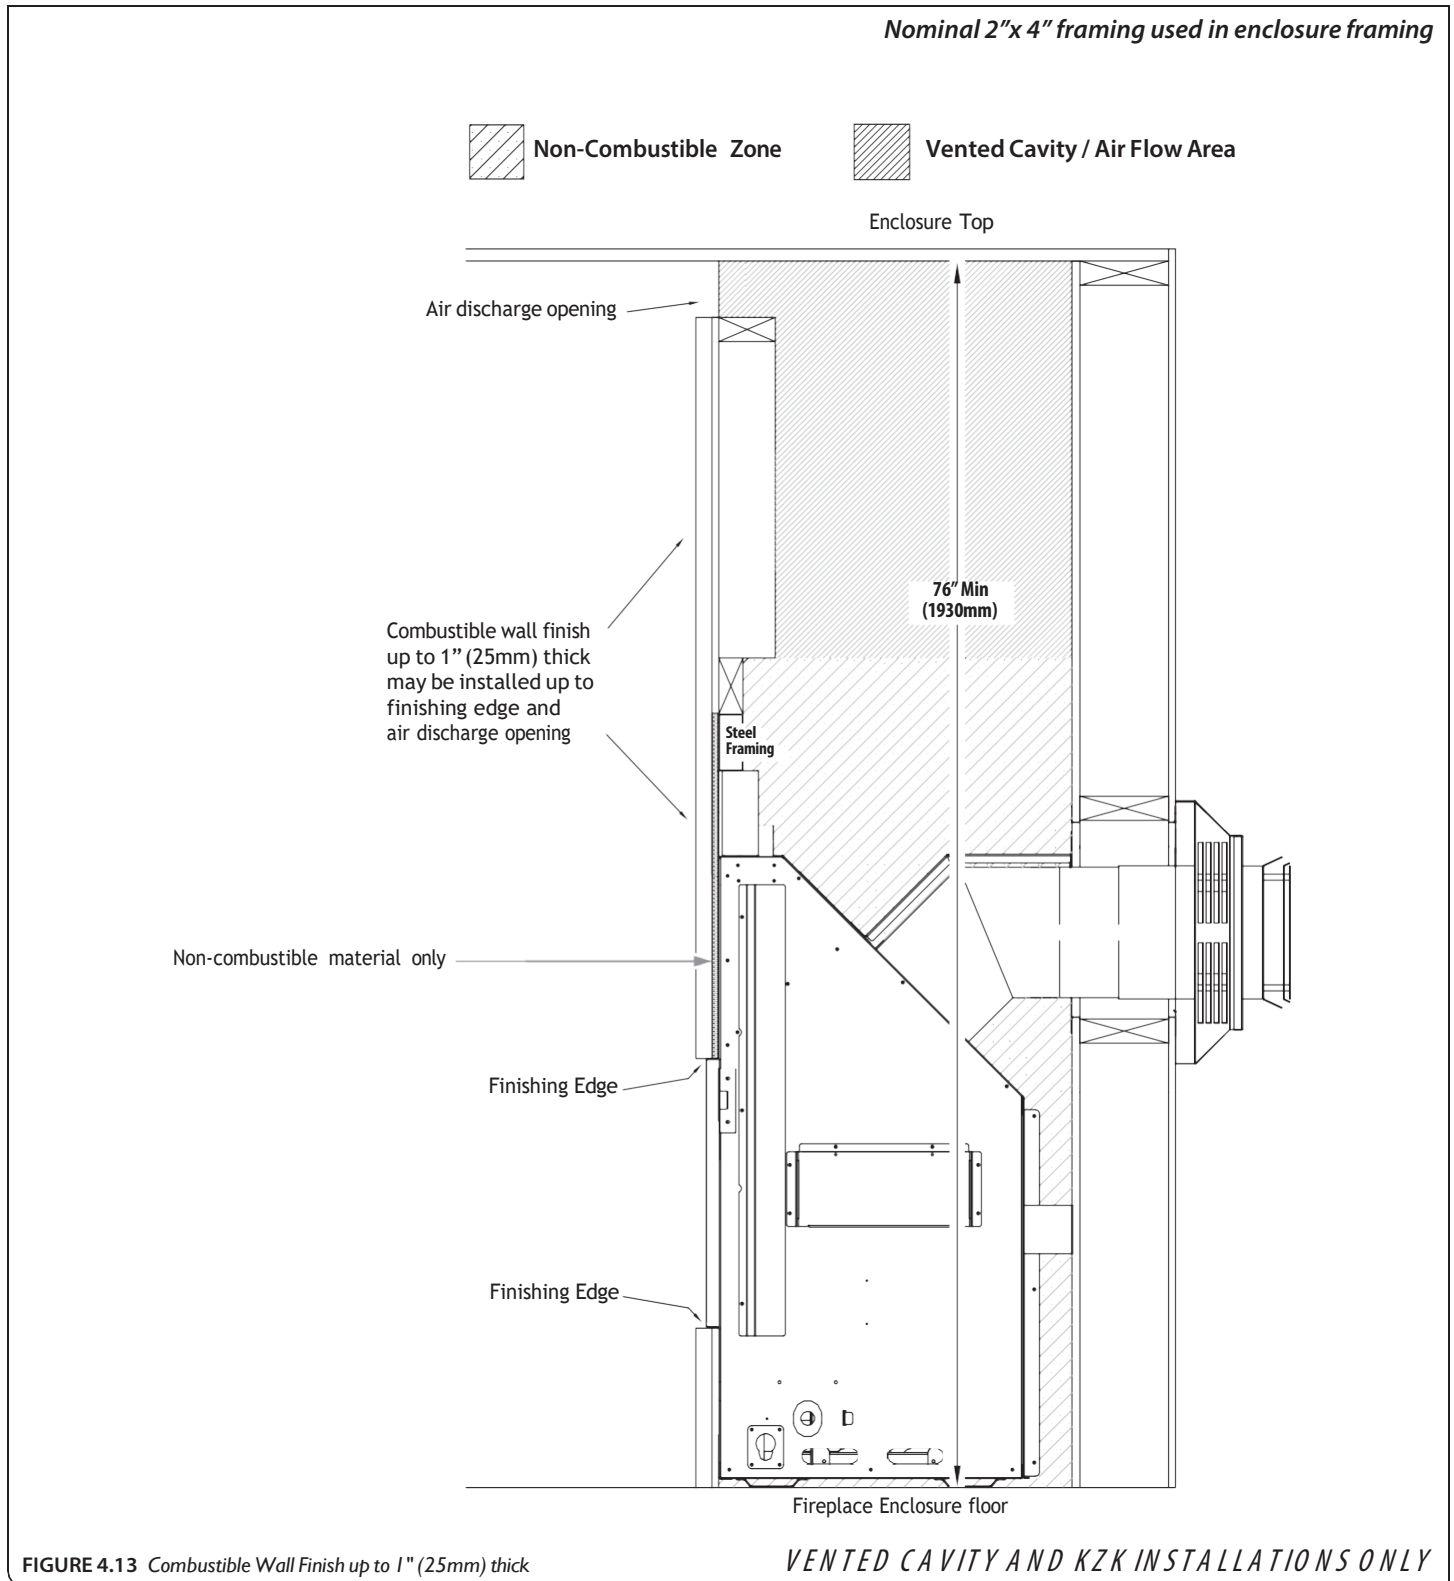 Nominal 2”x 4” framing used in enclosure framing
Non-Combustible Zone
Vented Cavity / Air Flow Area
Enclosure Top
Air discharge opening
76” Min
(1930mm)
Combustible wall finish
up to 1” (25mm) thick
may be installed up to
finishing edge and
air discharge opening
Steel
Framing
Non-combustible material only
Finishing Edge
Finishing Edge
Fireplace Enclosure floor
FIGURE 4.13 Combustible Wall Finish up to 1" (25mm) thick
VENTED CAVITY AND KZK INSTALLATIONS ONLY